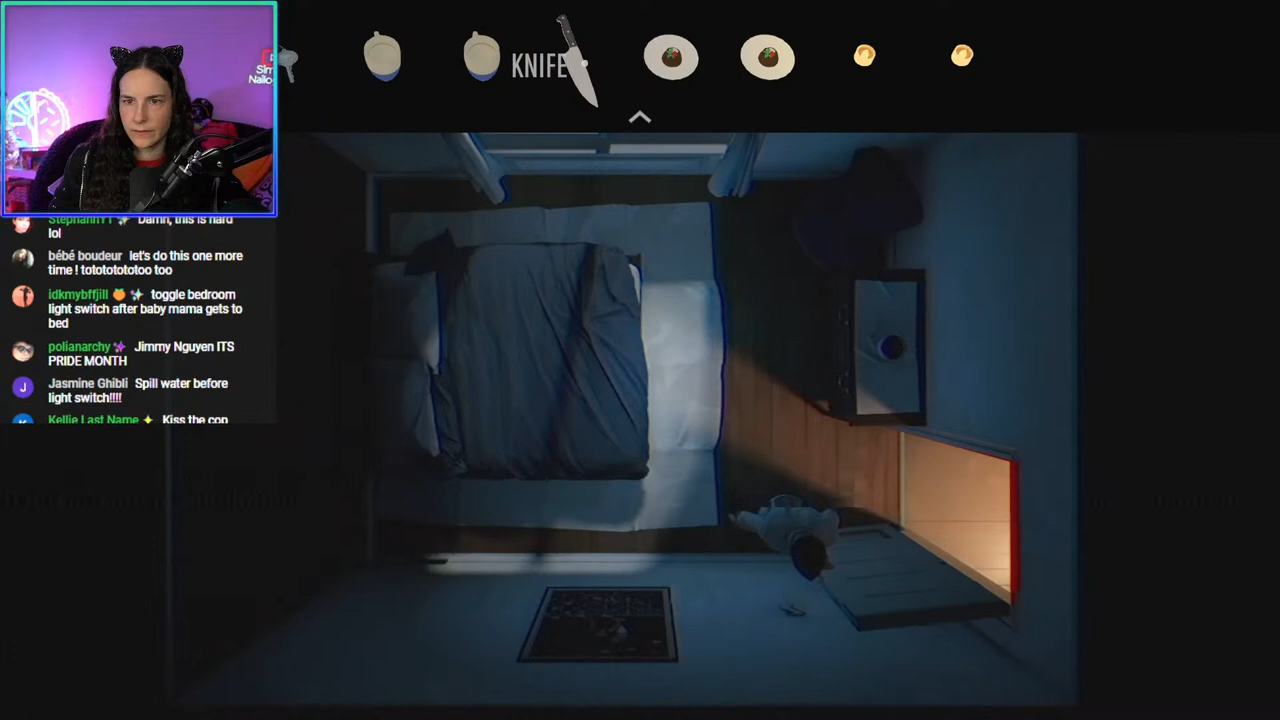 KNIFE
StephannYT Damn, this is hard
lol
bébé boudeur let's do this one more
time ! totototototoo too
idkmybffjill toggle bedroom
light switch after baby mama gets to
bed
polianarchy Jimmy Nguyen ITS
PRIDE MONTH
J
Jasmine Ghibli Spill water before
light switch!!!!
Kellie Last Name Kiss the cop